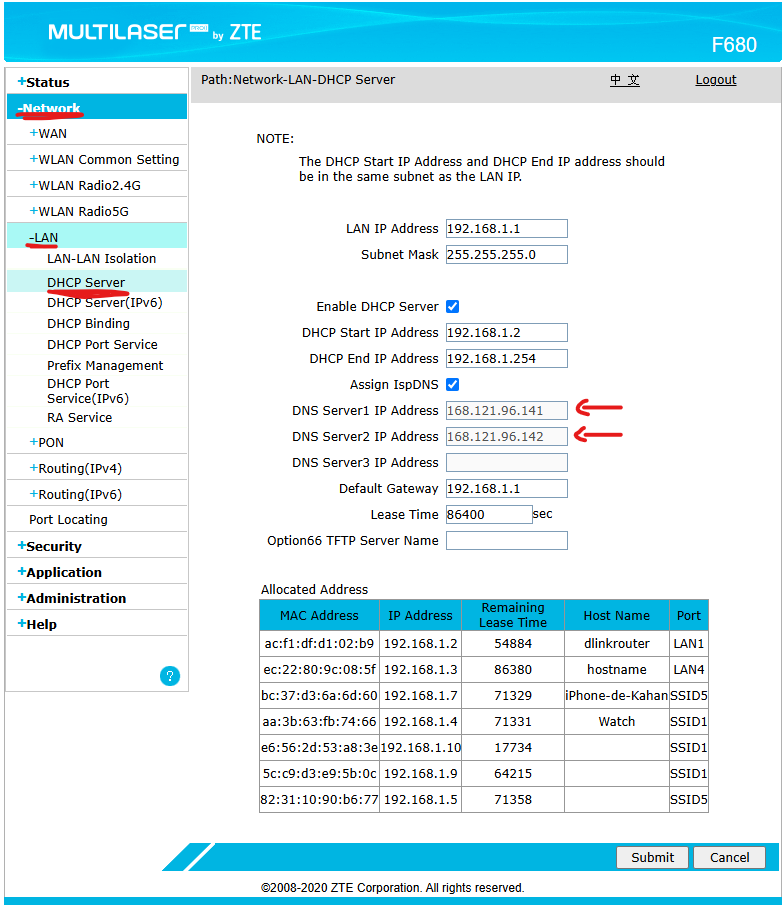 MULTILASER PRO by ZTE
F680
Path:Network-LAN-DHCP Server
中 文
Logout
+Status
-Network
+WAN
+WLAN Common Setting
+WLAN Radio2.4G
+WLAN Radio5G
-LAN
LAN-LAN Isolation
DHCP Server
DHCP Server(IPv6)
DHCP Binding
DHCP Port Service
Prefix Management
DHCP Port
Service(IPv6)
RA Service
+PON
+Routing(IPv4)
+Routing(IPv6)
Port Locating
+Security
+Application
+Administration
+Help
?
NOTE:
The DHCP Start IP Address and DHCP End IP address should
be in the same subnet as the LAN IP.
LAN IP Address 192.168.1.1
Subnet Mask 255.255.255.0
Enable DHCP Server
DHCP Start IP Address 192.168.1.2
DHCP End IP Address 192.168.1.254
Assign IspDNS
DNS Server1 IP Address 168.121.96.141
DNS Server2 IP Address 168.121.96.142
DNS Server3 IP Address
Default Gateway 192.168.1.1
Lease Time 86400 sec
Option66 TFTP Server Name
Allocated Address
MAC Address IP Address Remaining Lease Time Host Name Port
ac:f1:df:d1:02:b9 192.168.1.2 54884 dlinkrouter LAN1
ec:22:80:9c:08:5f 192.168.1.3 86380 hostname LAN4
bc:37:d3:6a:6d:60 192.168.1.7 71329 iPhone-de-Kahan SSID5
aa:3b:63:fb:74:66 192.168.1.4 71331 Watch SSID1
e6:56:2d:53:a8:3e 192.168.1.10 17734 SSID1
5c:c9:d3:e9:5b:0c 192.168.1.9 64215 SSID1
82:31:10:90:b6:77 192.168.1.5 71358 SSID5
Submit
Cancel
©2008-2020 ZTE Corporation. All rights reserved.